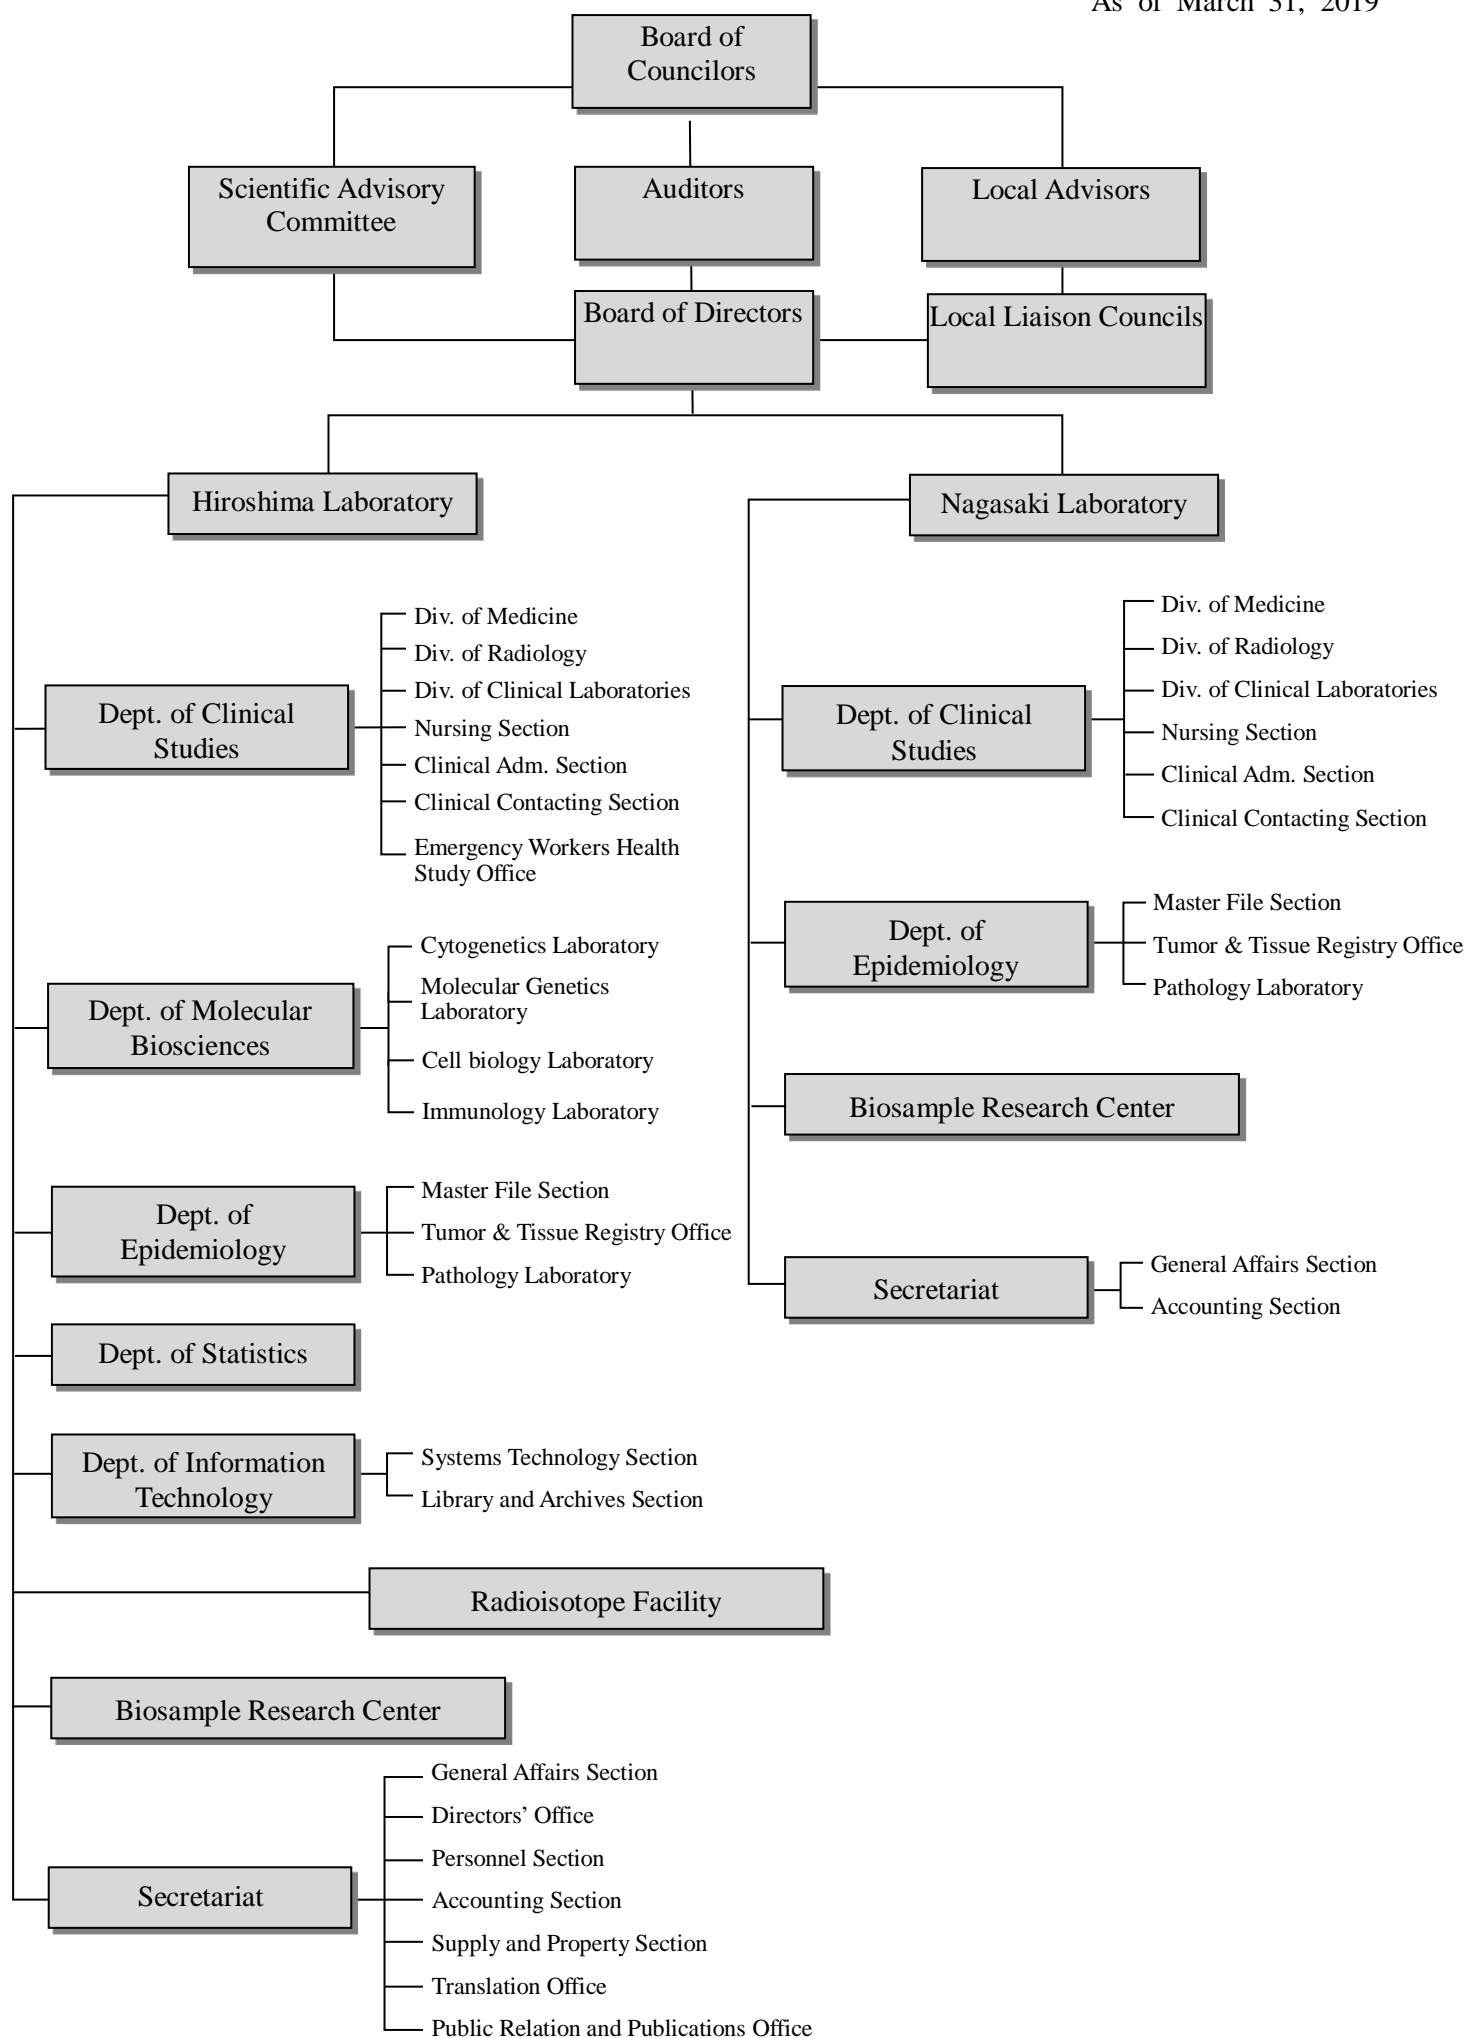 As of March 31, 2019
Board of
Councilors
Scientific Advisory
Committee
Auditors
Local Advisors
Board of Directors
Local Liaison Councils
Hiroshima Laboratory
Nagasaki Laboratory
Dept. of Clinical
Studies
Div. of Medicine
Div. of Radiology
Div. of Clinical Laboratories
Nursing Section
Clinical Adm. Section
Clinical Contacting Section
Emergency Workers Health
Study Office
Dept. of Molecular
Biosciences
Cytogenetics Laboratory
Molecular Genetics
Laboratory
Cell biology Laboratory
Immunology Laboratory
Dept. of
Epidemiology
Master File Section
Tumor & Tissue Registry Office
Pathology Laboratory
Dept. of Statistics
Dept. of Information
Technology
Systems Technology Section
Library and Archives Section
Radioisotope Facility
Biosample Research Center
Secretariat
General Affairs Section
Directors’ Office
Personnel Section
Accounting Section
Supply and Property Section
Translation Office
Public Relation and Publications Office
Dept. of Clinical
Studies
Div. of Medicine
Div. of Radiology
Div. of Clinical Laboratories
Nursing Section
Clinical Adm. Section
Clinical Contacting Section
Dept. of
Epidemiology
Master File Section
Tumor & Tissue Registry Office
Pathology Laboratory
Biosample Research Center
Secretariat
General Affairs Section
Accounting Section